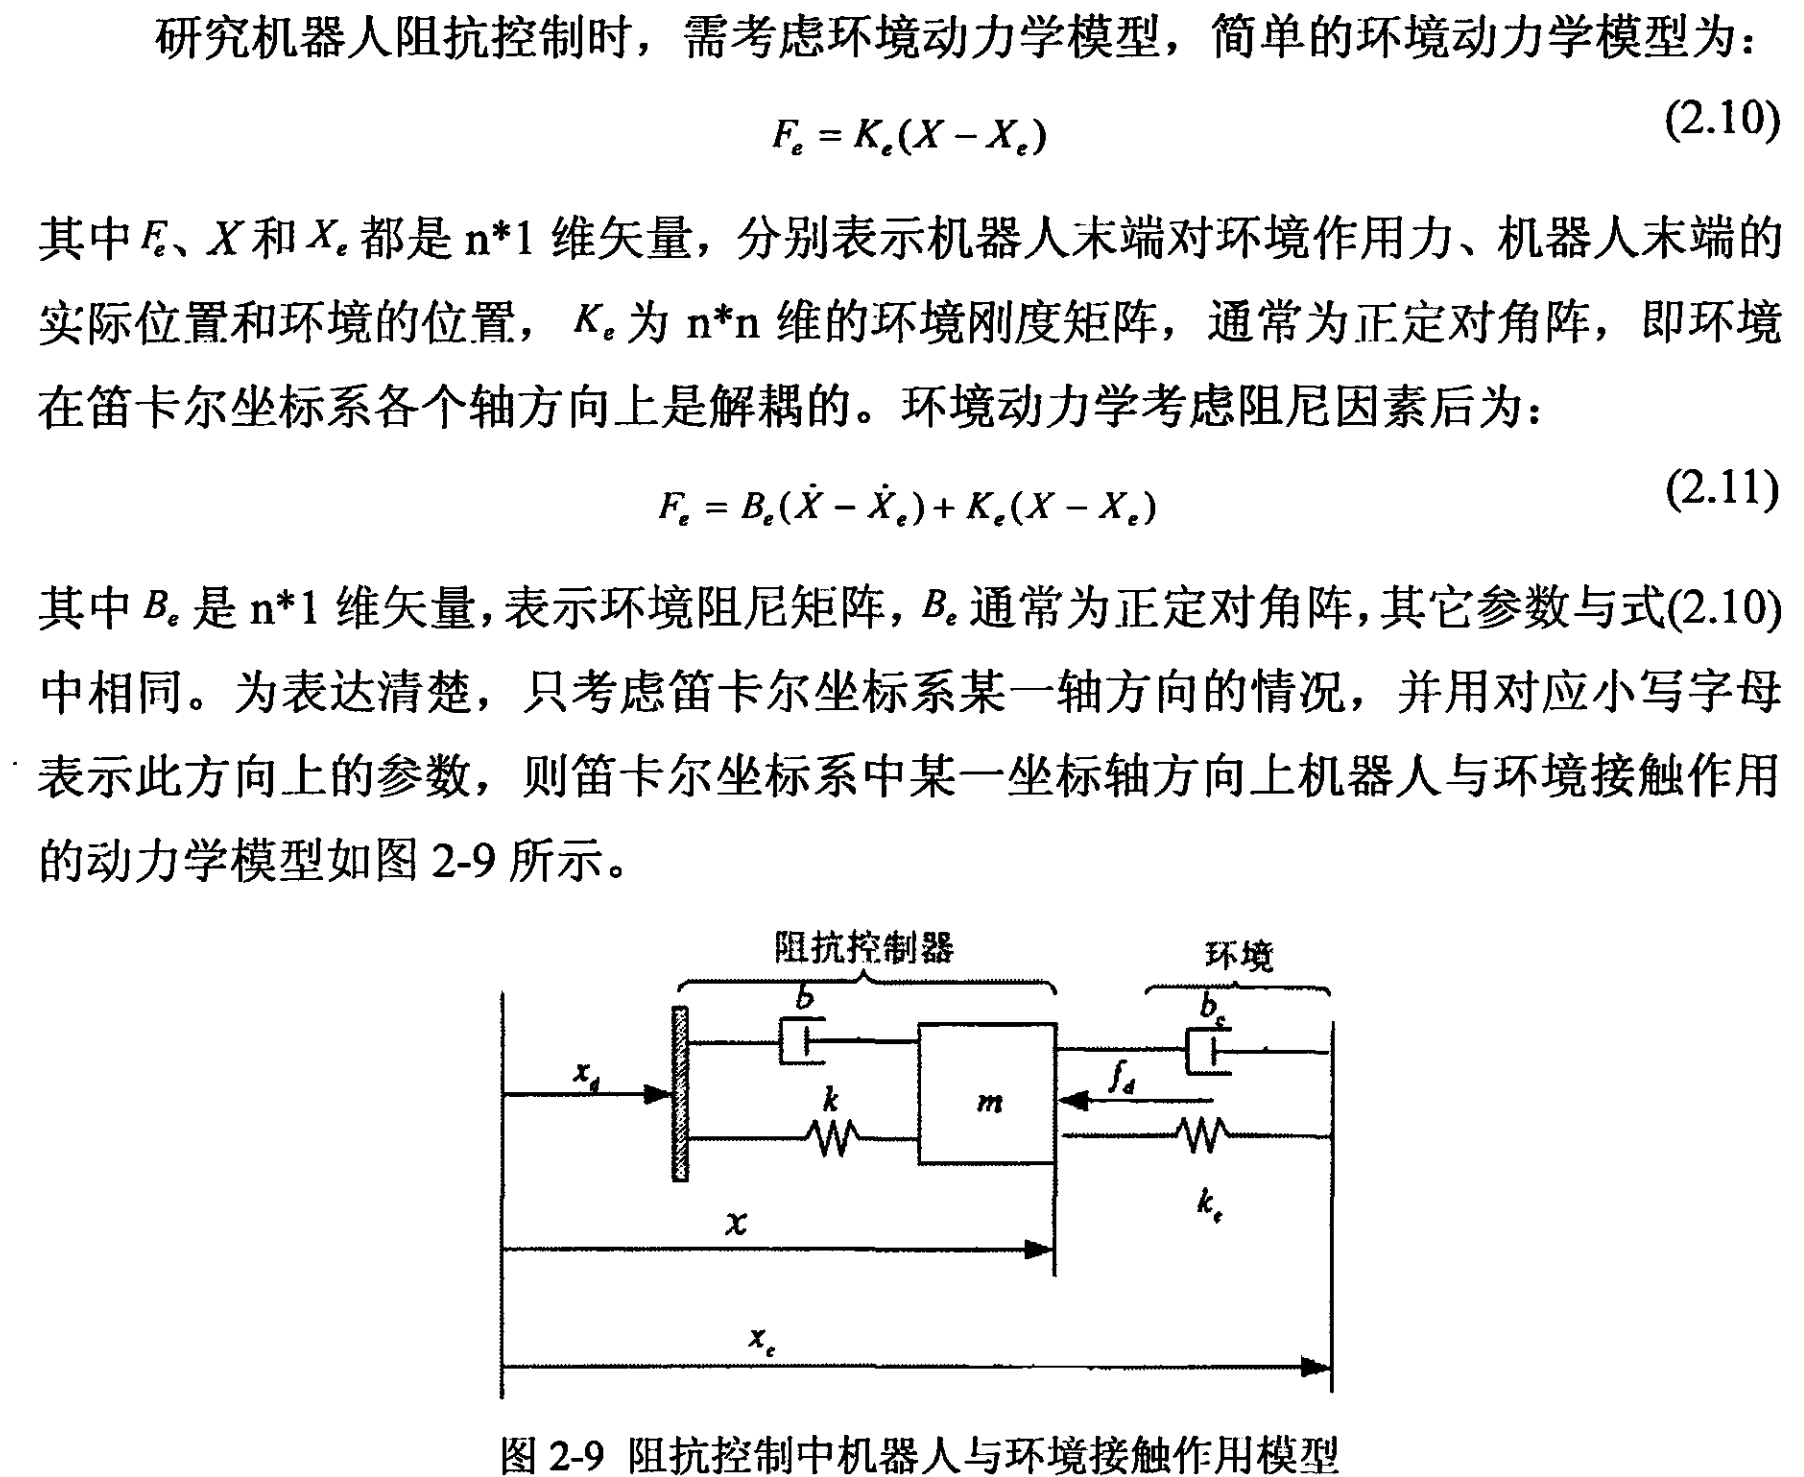 研究机器人阻抗控制时，需考虑环境动力学模型，简单的环境动力学模型为：
F_e = K_e(X − X_e) (2.10)
其中 F_e、X 和 X_e 都是 n*1 维矢量，分别表示机器人末端对环境作用力、机器人末端的
实际位置和环境的位置， K_e 为 n*n 维的环境刚度矩阵，通常为正定对角阵，即环境
在笛卡尔坐标系各个轴方向上是解耦的。环境动力学考虑阻尼因素后为：
F_e = B_e(Ẋ − Ẋ_e) + K_e(X − X_e) (2.11)
其中 B_e 是 n*1 维矢量，表示环境阻尼矩阵，B_e 通常为正定对角阵，其它参数与式(2.10)
中相同。为表达清楚，只考虑笛卡尔坐标系某一轴方向的情况，并用对应小写字母
表示此方向上的参数，则笛卡尔坐标系中某一坐标轴方向上机器人与环境接触作用
的动力学模型如图 2-9 所示。
阻抗控制器 环境
b b_e
x_d f_d
k m
k_e
x
x_e
图 2-9 阻抗控制中机器人与环境接触作用模型